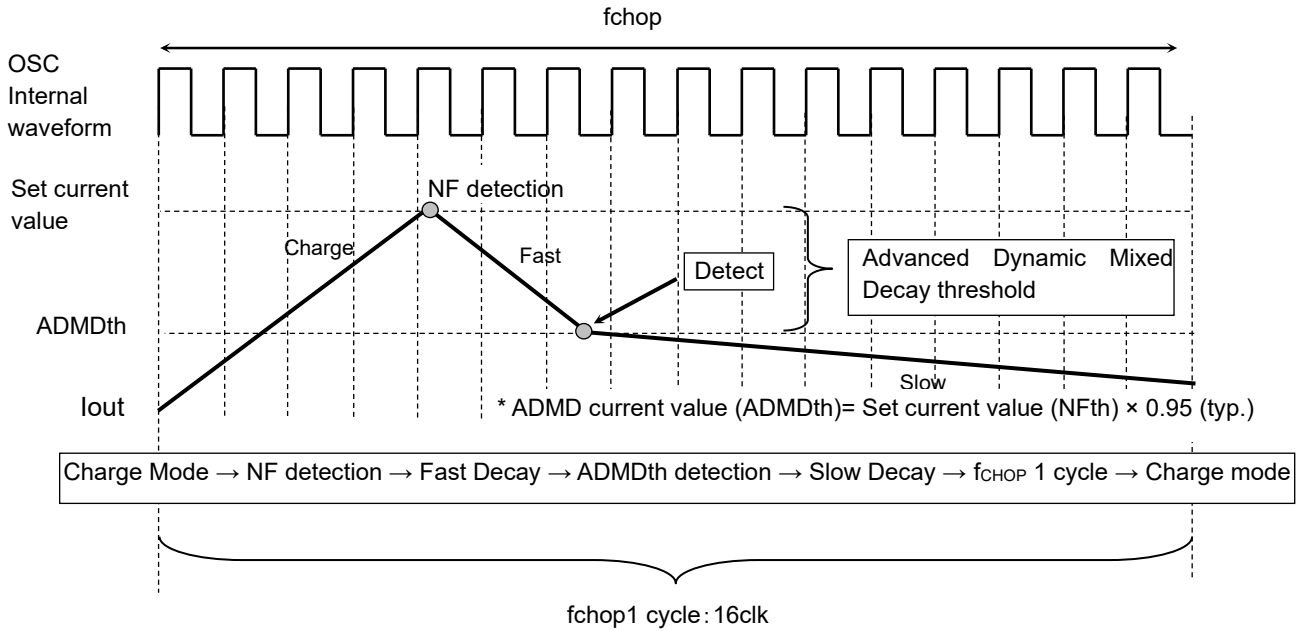 fchop
OSC
Internal
waveform
Set current
value
NF detection
Charge
Fast
Detect
Advanced Dynamic Mixed
Decay threshold
ADMDth
Slow
Iout
* ADMD current value (ADMDth)= Set current value (NFth) × 0.95 (typ.)
Charge Mode → NF detection → Fast Decay → ADMDth detection → Slow Decay → fCHOP 1 cycle → Charge mode
fchop1 cycle:16clk